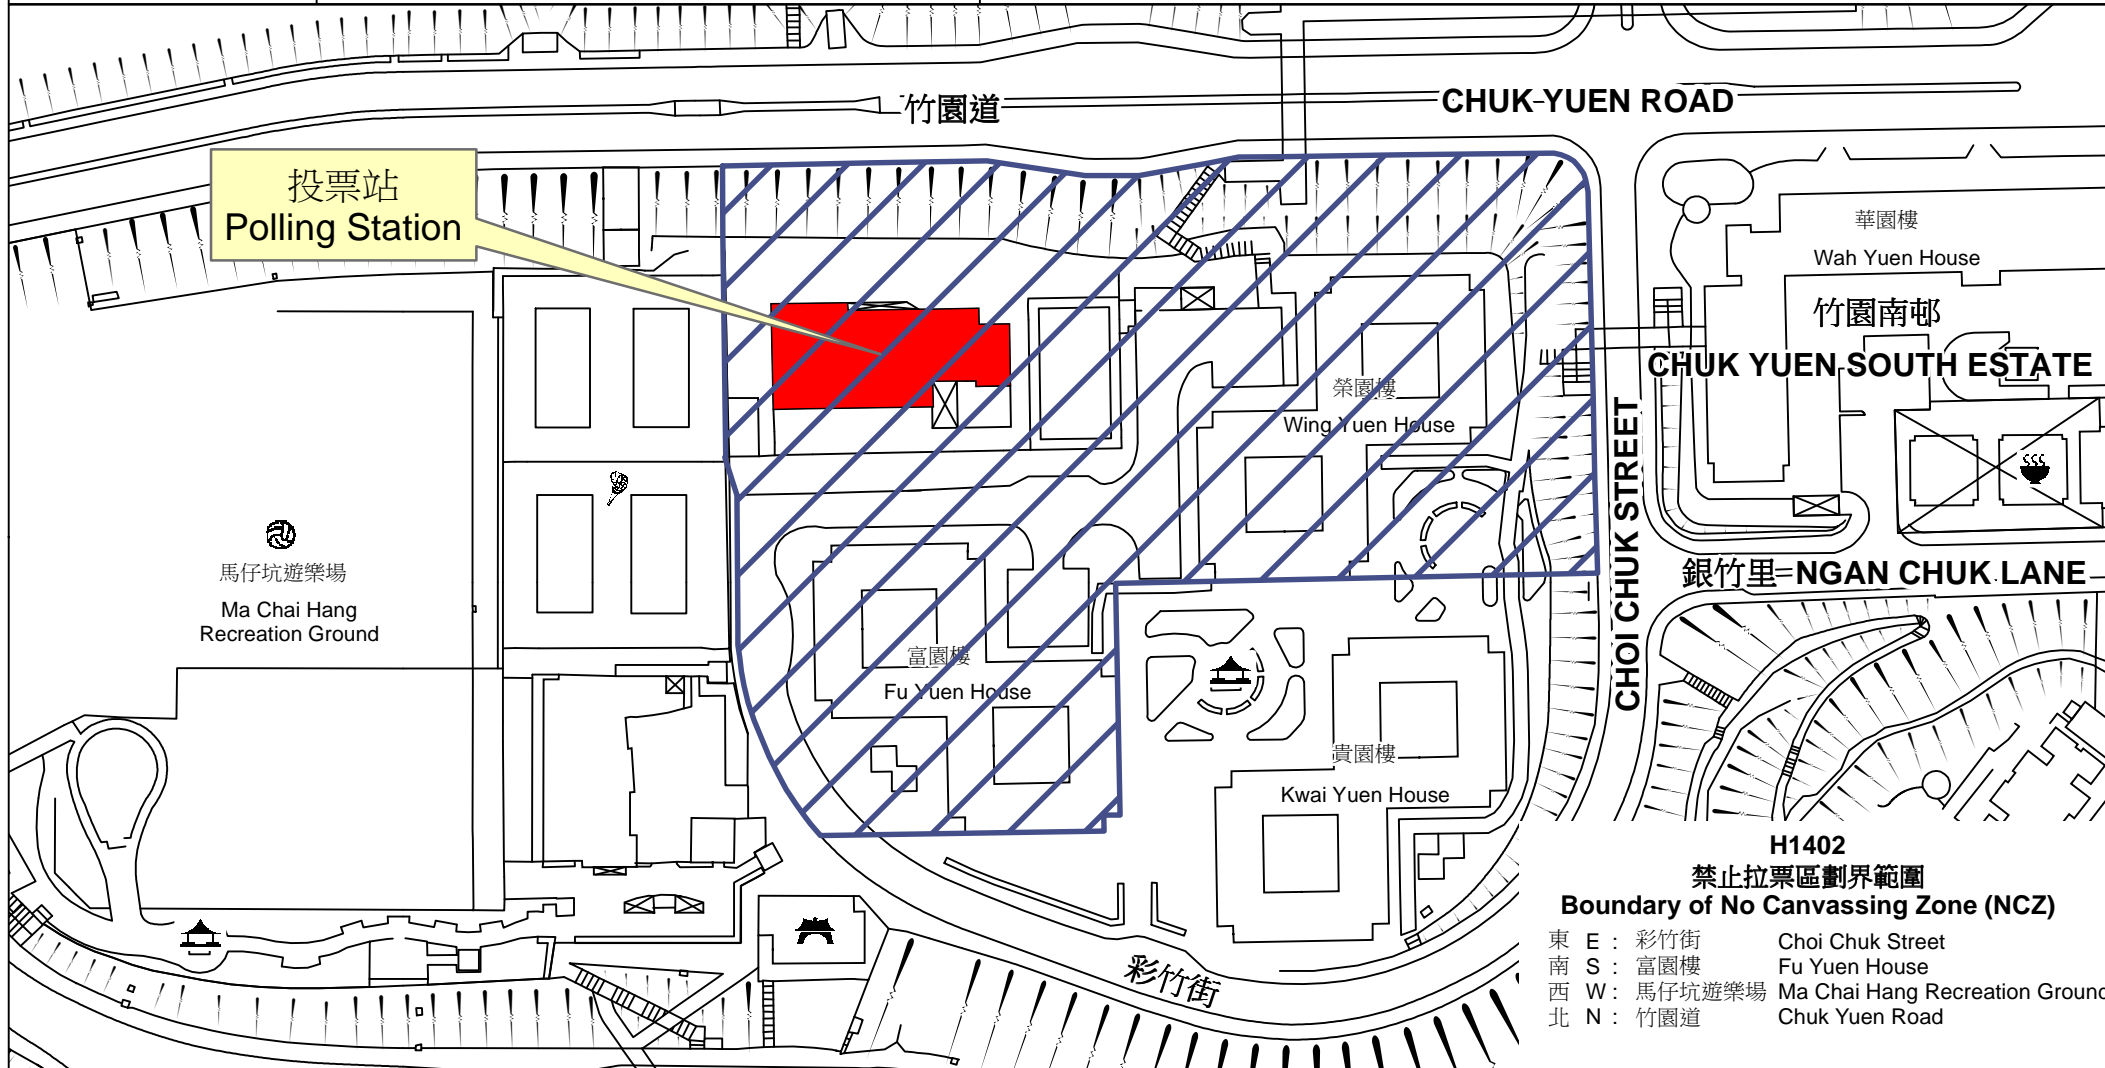 竹園道
CHUK YUEN ROAD
投票站
Polling Station
華園樓
Wah Yuen House
竹園南邨
CHUK YUEN SOUTH ESTATE
榮園樓
Wing Yuen House
CHOI CHUK STREET
銀竹里
NGAN CHUK LANE
馬仔坑遊樂場
Ma Chai Hang
Recreation Ground
富園樓
Fu Yuen House
貴園樓
Kwai Yuen House
彩竹街
H1402
禁止拉票區劃界範圍
Boundary of No Canvassing Zone (NCZ)
東 E : 彩竹街 Choi Chuk Street
南 S : 富園樓 Fu Yuen House
西 W : 馬仔坑遊樂場 Ma Chai Hang Recreation Ground
北 N : 竹園道 Chuk Yuen Road